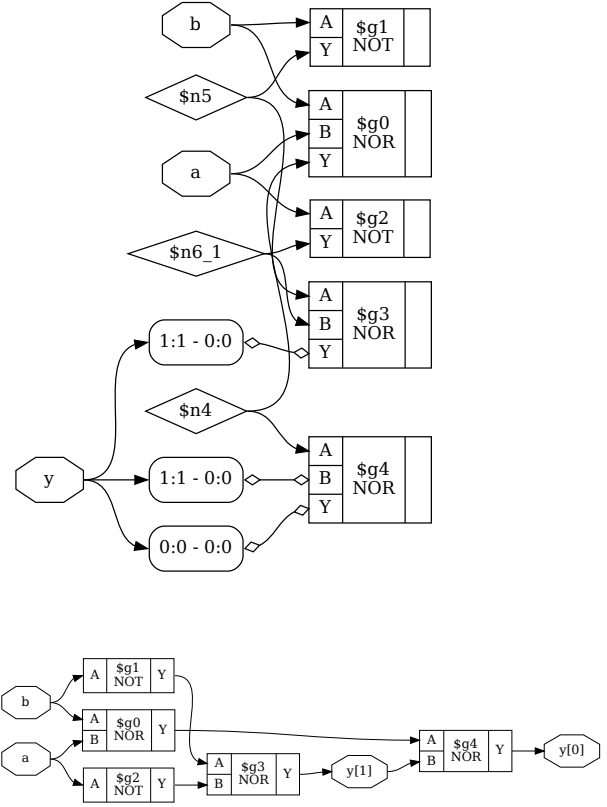 b
A
$g1
NOT
Y
$n5
A
$g0
NOR
B
Y
a
A
$g2
NOT
Y
$n6_1
A
$g3
NOR
B
Y
1:1 - 0:0
$n4
A
$g4
NOR
B
Y
y
1:1 - 0:0
0:0 - 0:0
b
A
$g1
NOT
Y
A
B
$g0
NOR
Y
a
A
$g2
NOT
Y
A
B
$g3
NOR
Y
y[1]
A
B
$g4
NOR
Y
y[0]